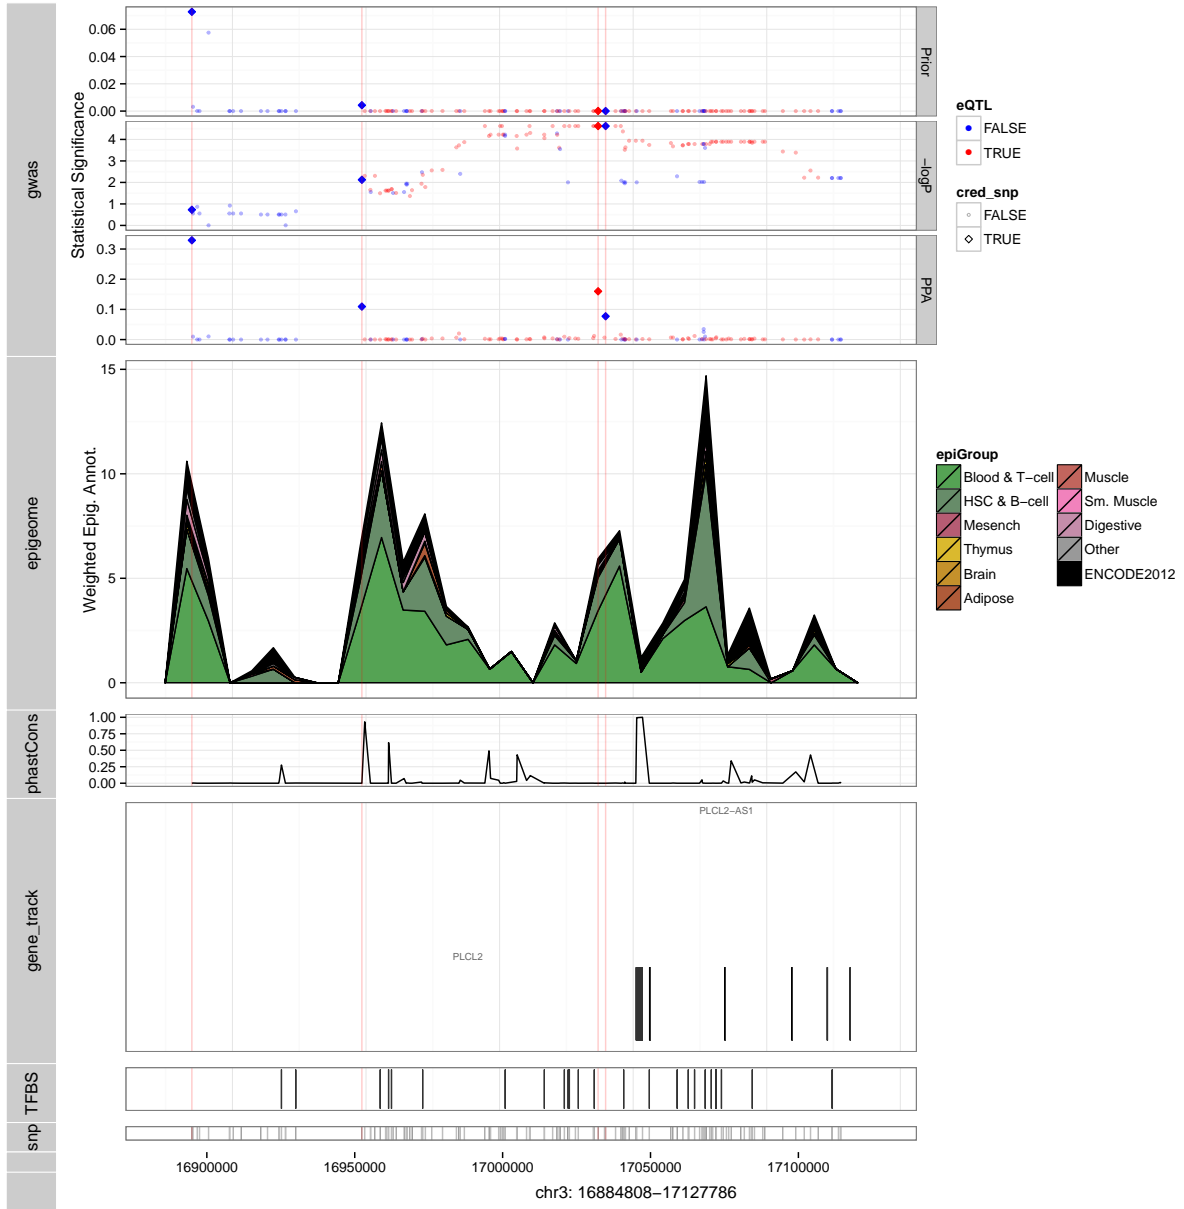 gwas
Statistical Significance
0.06
0.04
0.02
0.00
Prior
4
3
2
1
0
−logP
0.3
0.2
0.1
0.0
PPA
eQTL
FALSE
TRUE
cred_snp
FALSE
TRUE
epigeome
Weighted Epig. Annot.
15
10
5
0
epiGroup
Blood & T−cell
HSC & B−cell
Mesench
Thymus
Brain
Adipose
Muscle
Sm. Muscle
Digestive
Other
ENCODE2012
phastCons
1.00
0.75
0.50
0.25
0.00
gene_track
PLCL2−AS1
PLCL2
TFBS
snp
16900000 16950000 17000000 17050000 17100000
chr3: 16884808−17127786